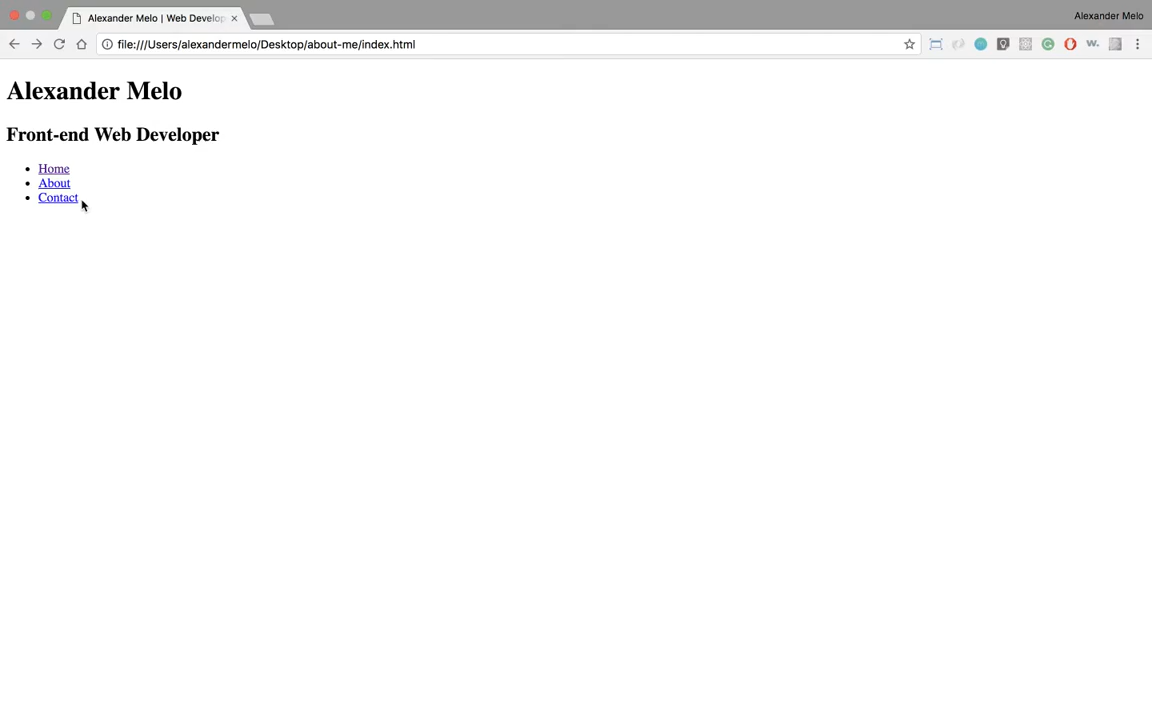 Alexander Melo | Web Develop
Alexander Melo
file:///Users/alexandermelo/Desktop/about-me/index.html
W.
Alexander Melo
Front-end Web Developer
Home
About
Contact